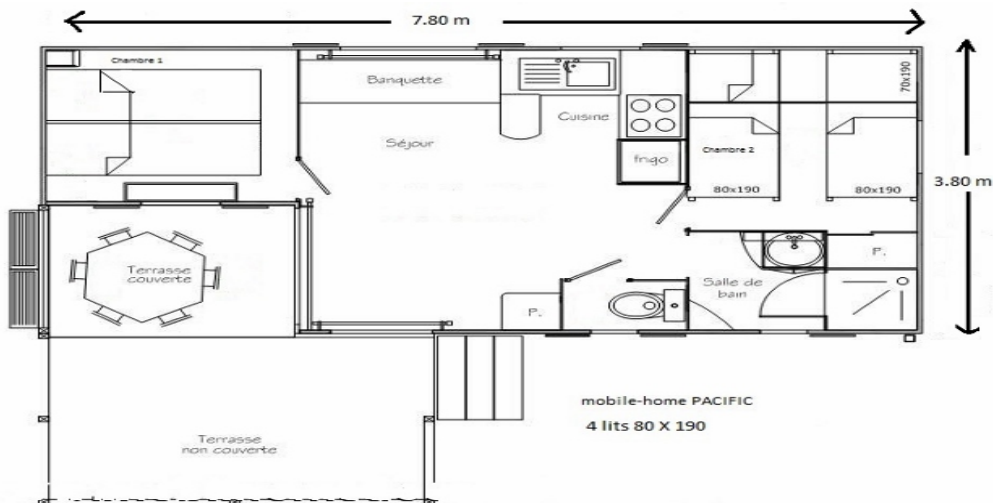 7.80 m
Chambre 1
Banquette
Cuisine
70x190
Séjour
Chambre 2
frigo
80x190
80x190
3.80 m
P.
Terrasse
couverte
Salle de
bain
P.
mobile-home PACIFIC
4 lits 80 X 190
Terrasse
non couverte